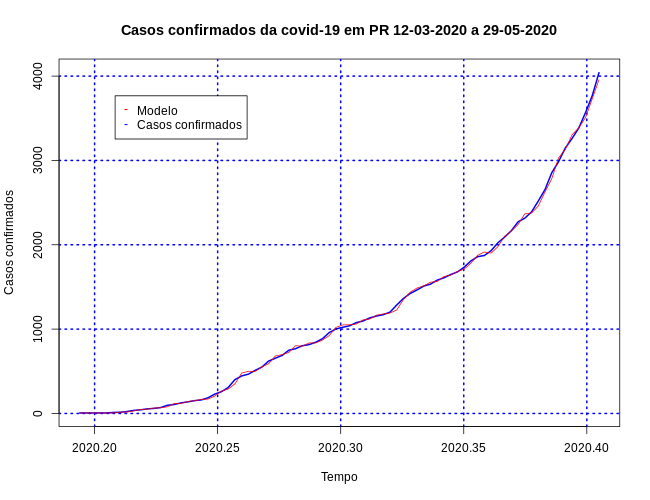 Casos confirmados da covid-19 em PR 12-03-2020 a 29-05-2020
4000
3000
2000
1000
0
Casos confirmados
Modelo
Casos confirmados
2020.20 2020.25 2020.30 2020.35 2020.40
Tempo